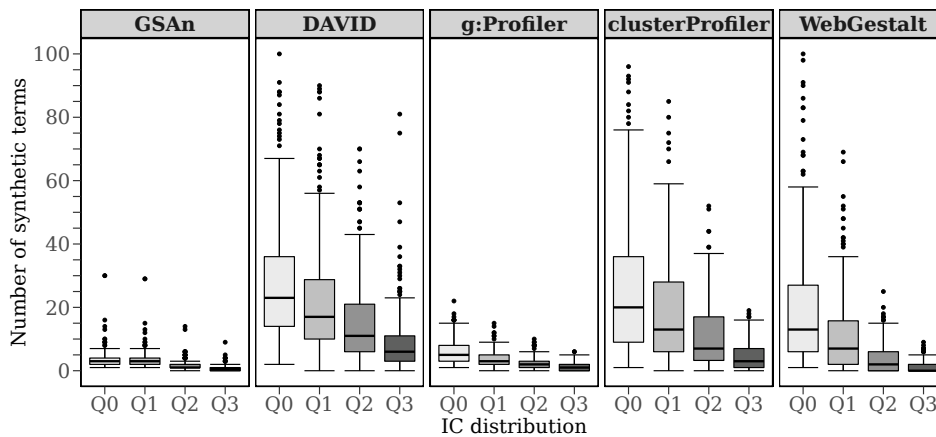 GSAn DAVID g:Profiler clusterProfiler WebGestalt
Number of synthetic terms
100
80
60
40
20
0
Q0 Q1 Q2 Q3 Q0 Q1 Q2 Q3 Q0 Q1 Q2 Q3 Q0 Q1 Q2 Q3 Q0 Q1 Q2 Q3
IC distribution